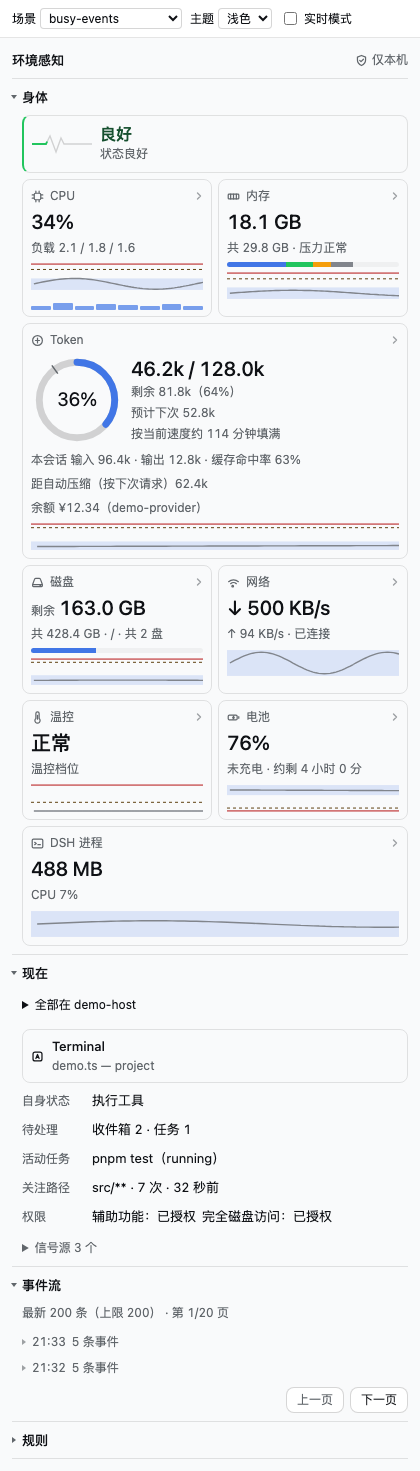 场景 busy-events 主题 浅色 实时模式
环境感知 仅本机
身体
良好
状态良好
CPU
34%
负载 2.1 / 1.8 / 1.6
内存
18.1 GB
共 29.8 GB · 压力正常
Token
36%
46.2k / 128.0k
剩余 81.8k（64%）
预计下次 52.8k
按当前速度约 114 分钟填满
本会话 输入 96.4k · 输出 12.8k · 缓存命中率 63%
距自动压缩（按下次请求）62.4k
余额 ¥12.34（demo-provider）
磁盘
剩余 163.0 GB
共 428.4 GB · / · 共 2 盘
网络
↓ 500 KB/s
↑ 94 KB/s · 已连接
温控
正常
温控档位
电池
76%
未充电 · 约剩 4 小时 0 分
DSH 进程
488 MB
CPU 7%
现在
全部在 demo-host
Terminal
demo.ts — project
自身状态 执行工具
待处理 收件箱 2 · 任务 1
活动任务 pnpm test（running）
关注路径 src/** · 7 次 · 32 秒前
权限 辅助功能：已授权 完全磁盘访问：已授权
信号源 3 个
事件流
最新 200 条（上限 200） · 第 1/20 页
21:33 5 条事件
21:32 5 条事件
上一页 下一页
规则